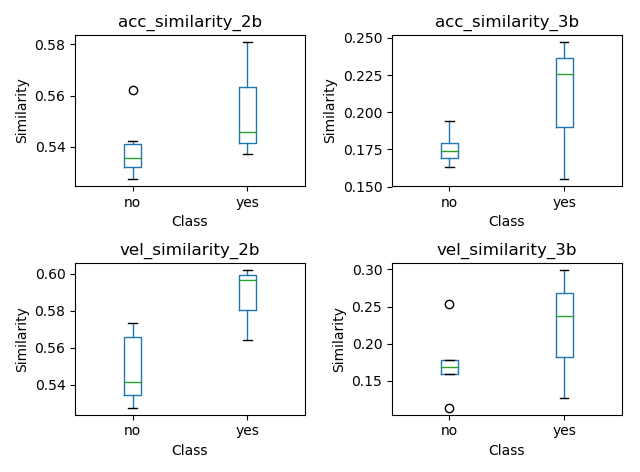 acc_similarity_2b
0.58
0.56
0.54
Similarity
no
yes
Class
acc_similarity_3b
0.250
0.225
0.200
0.175
0.150
Similarity
no
yes
Class
vel_similarity_2b
0.60
0.58
0.56
0.54
Similarity
no
yes
Class
vel_similarity_3b
0.30
0.25
0.20
0.15
Similarity
no
yes
Class